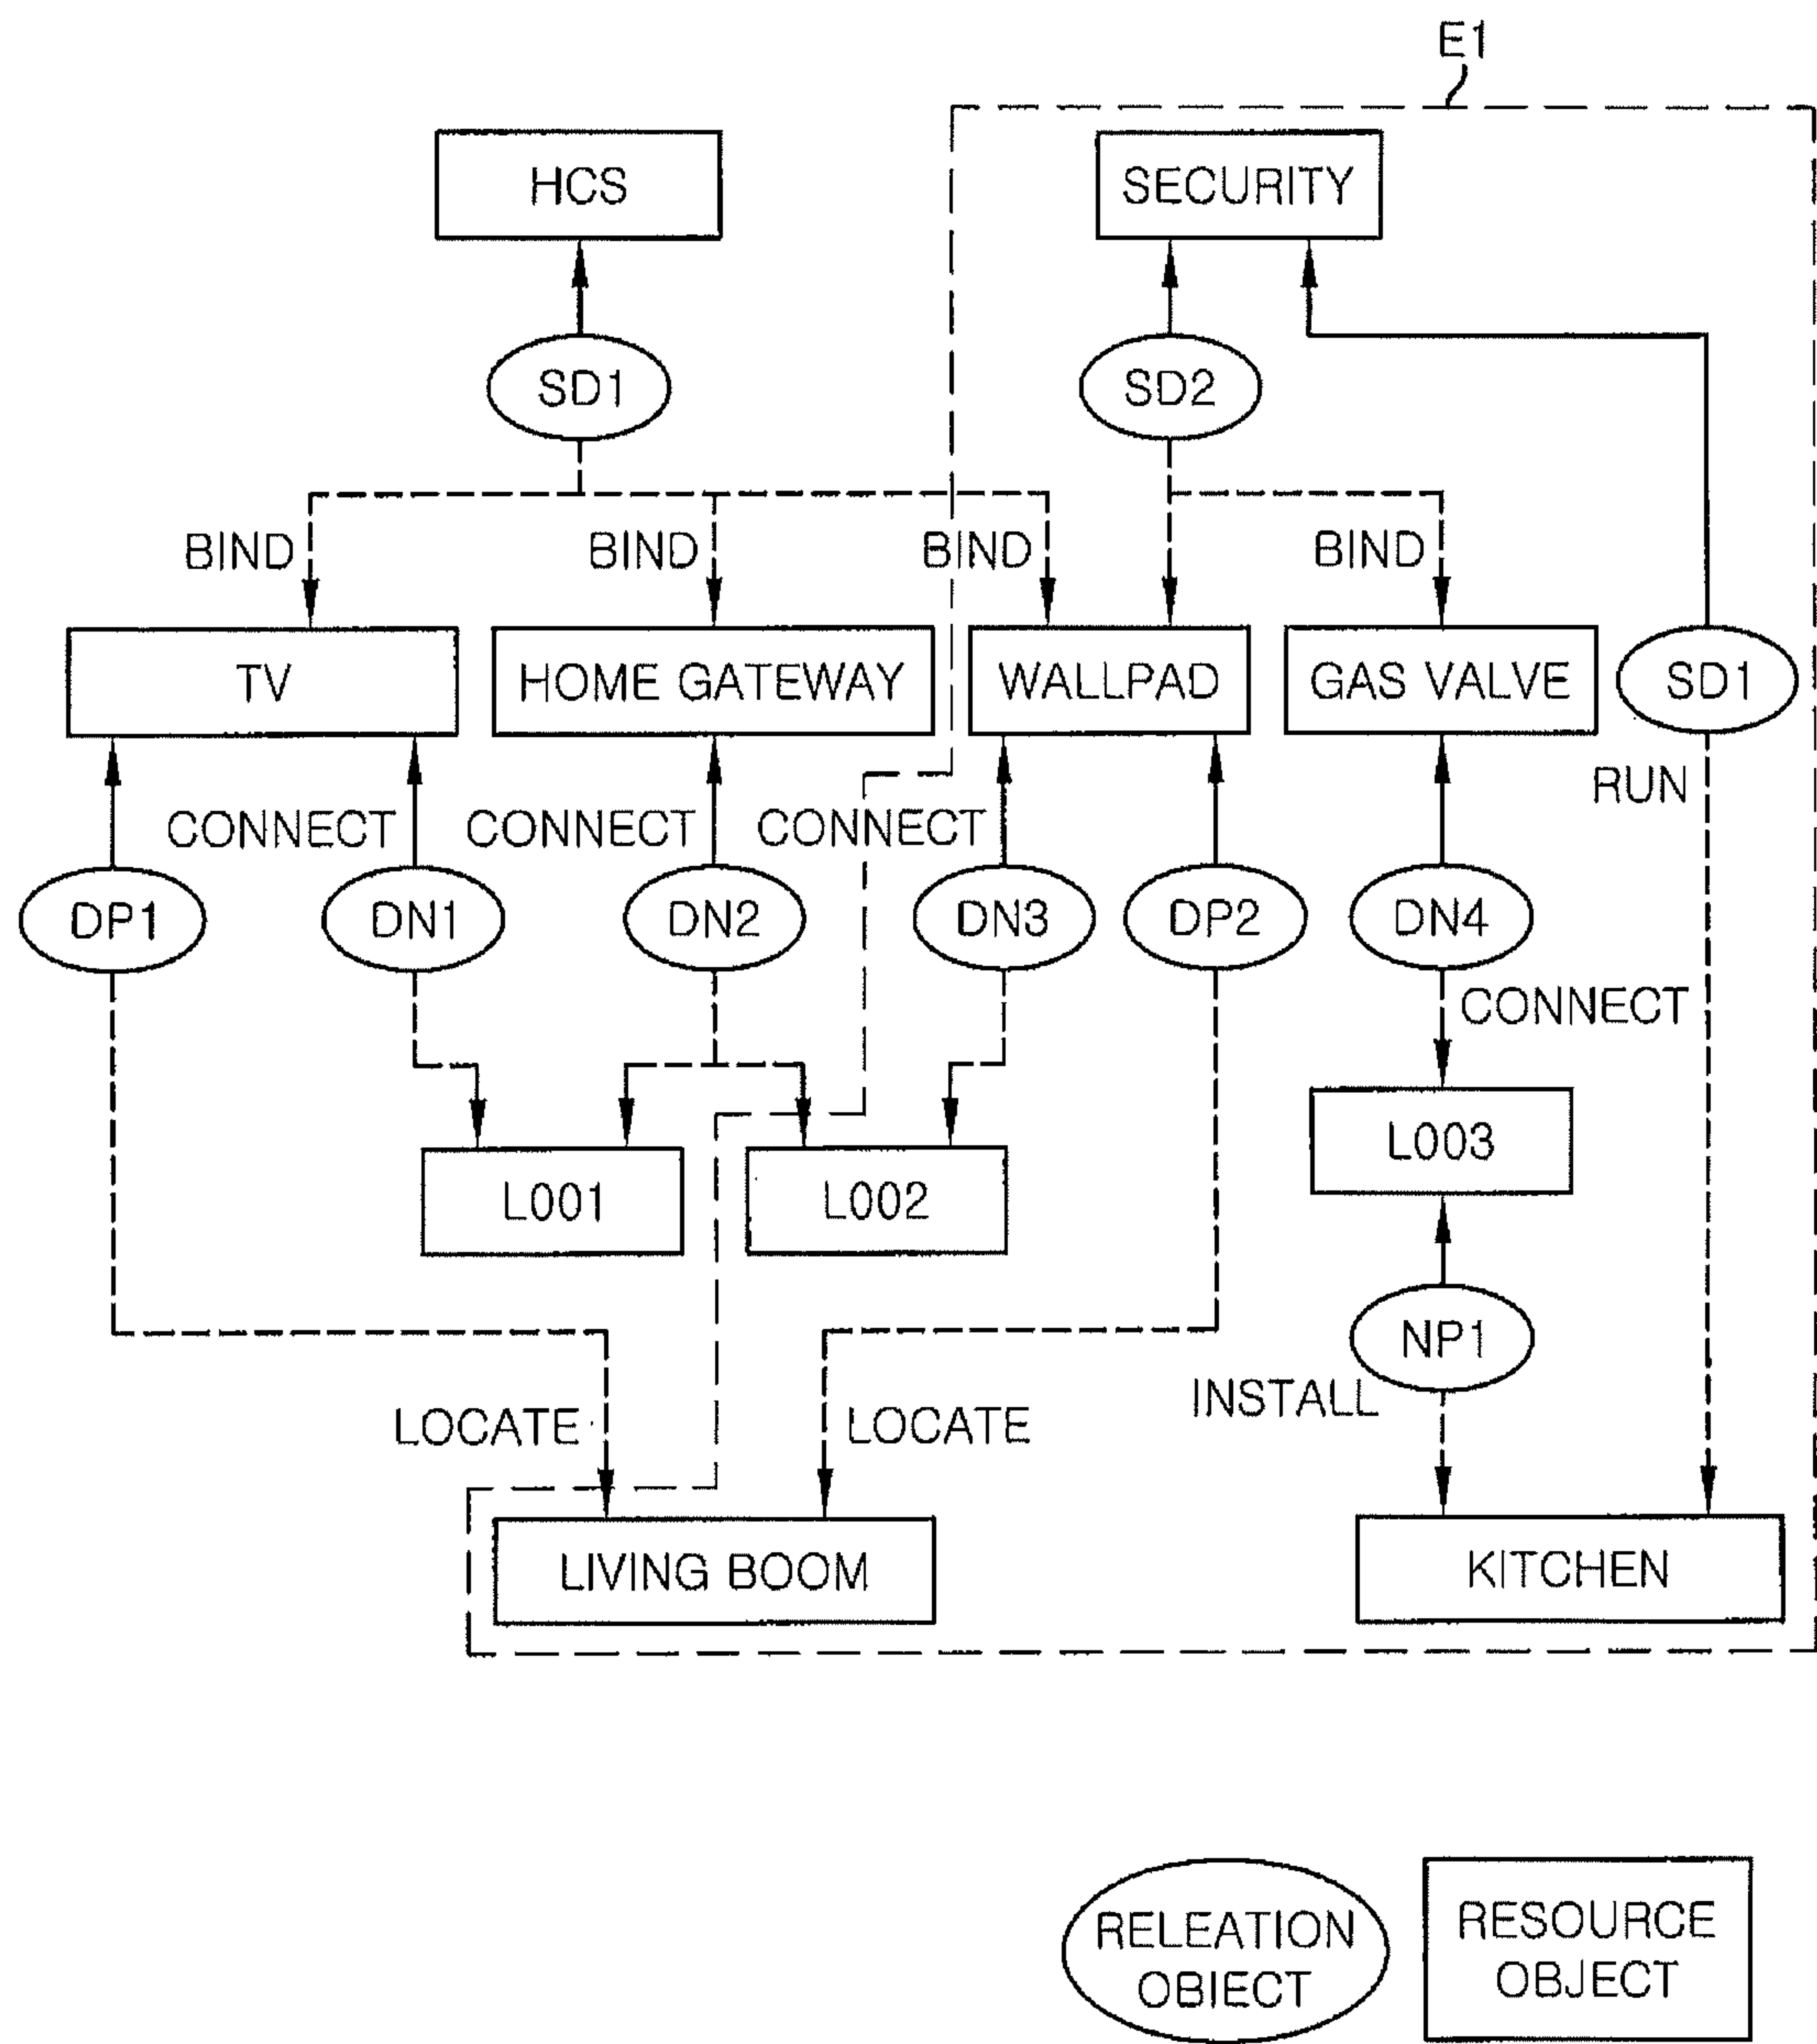 E1
HCS
SECURITY
SD1
SD2
BIND
BIND
BIND
BIND
TV
HOME GATEWAY
WALLPAD
GAS VALVE
SD1
RUN
CONNECT
CONNECT
CONNECT
DP1
DN1
DN2
DN3
DP2
DN4
CONNECT
L001
L002
L003
NP1
INSTALL
LOCATE
LOCATE
LIVING BOOM
KITCHEN
RELEATION
OBIECT
RESOURCE
OBJECT